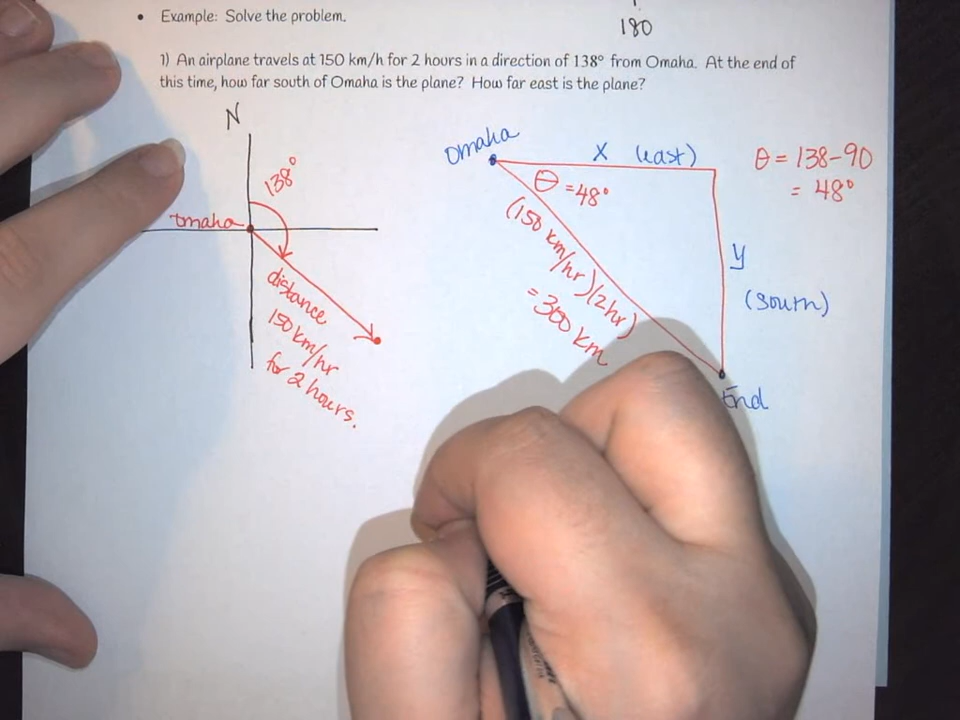 • Example: Solve the problem.
180
1) An airplane travels at 150 km/h for 2 hours in a direction of 138° from Omaha. At the end of
this time, how far south of Omaha is the plane? How far east is the plane?
N
138°
Omaha
distance
150 km/hr
for 2 hours.
Omaha
X (east)
θ = 48°
(150 km/hr)(2hr)
= 300 km
y
(south)
End
θ = 138-90
= 48°